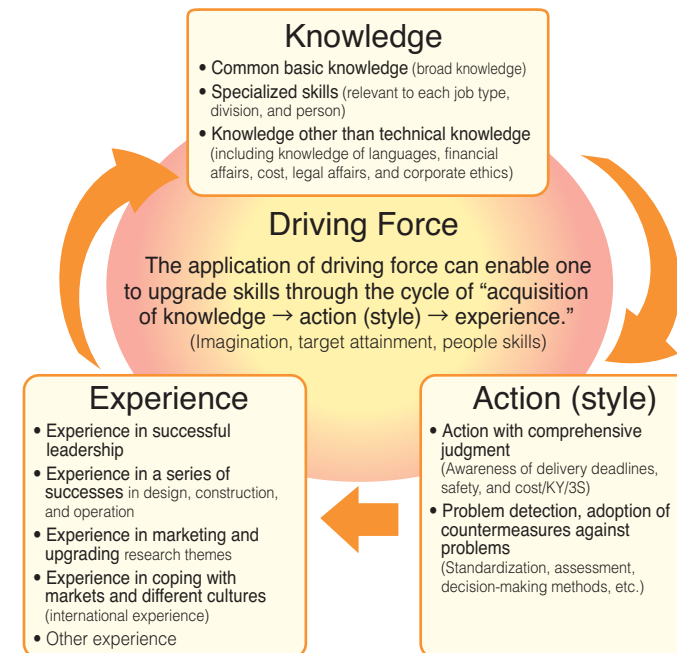 Knowledge
• Common basic knowledge (broad knowledge)
• Specialized skills (relevant to each job type,
division, and person)
• Knowledge other than technical knowledge
(including knowledge of languages, financial
affairs, cost, legal affairs, and corporate ethics)
Driving Force
The application of driving force can enable one
to upgrade skills through the cycle of “acquisition
of knowledge → action (style) → experience.”
(Imagination, target attainment, people skills)
Experience
• Experience in successful
leadership
• Experience in a series of
successes in design, construction,
and operation
• Experience in marketing and
upgrading research themes
• Experience in coping with
markets and different cultures
(international experience)
• Other experience
Action (style)
• Action with comprehensive
judgment
(Awareness of delivery deadlines,
safety, and cost/KY/3S)
• Problem detection, adoption of
countermeasures against
problems
(Standardization, assessment,
decision-making methods, etc.)